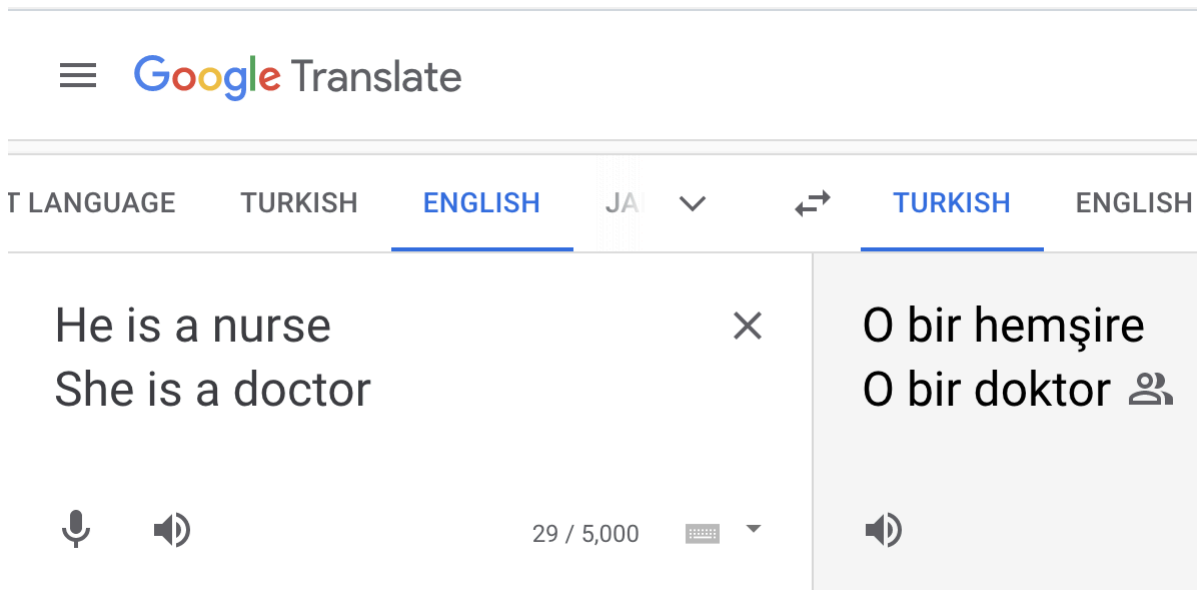 Google Translate
T LANGUAGE TURKISH ENGLISH JA TURKISH ENGLISH
He is a nurse
She is a doctor
29 / 5,000
O bir hemşire
O bir doktor